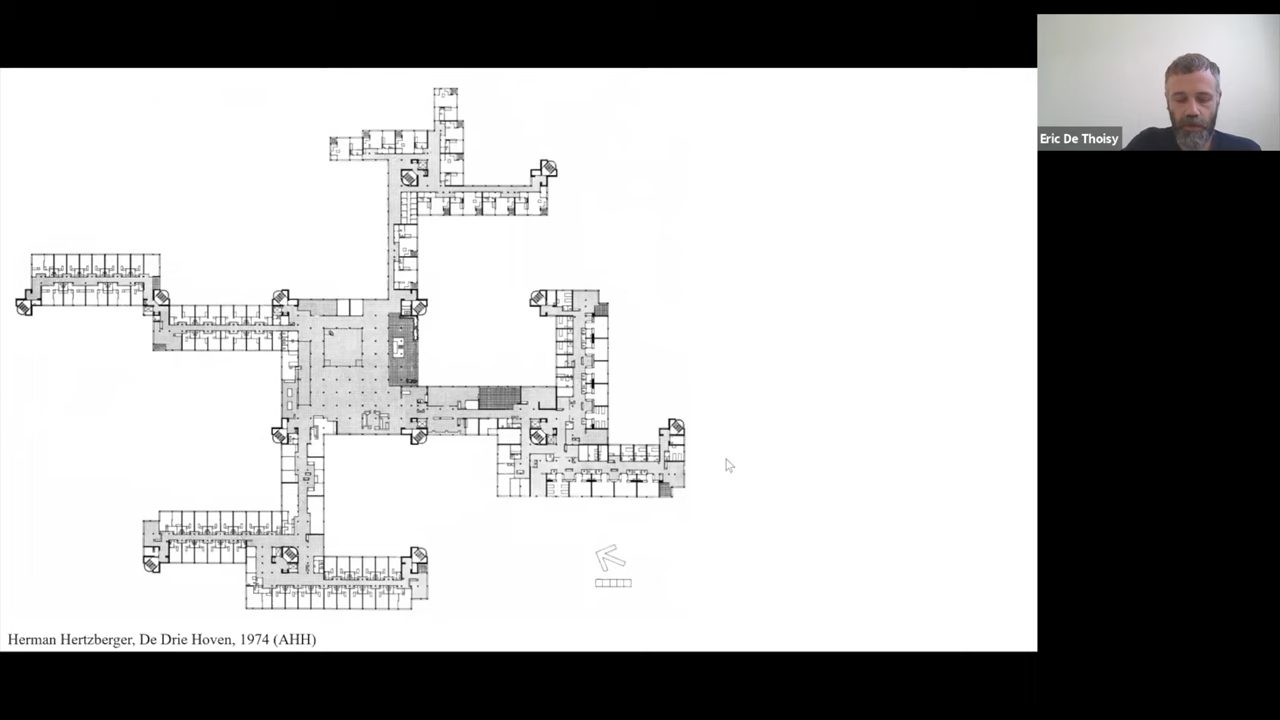 Eric De Thoisy
Herman Hertzberger, De Drie Hoven, 1974 (AHH)